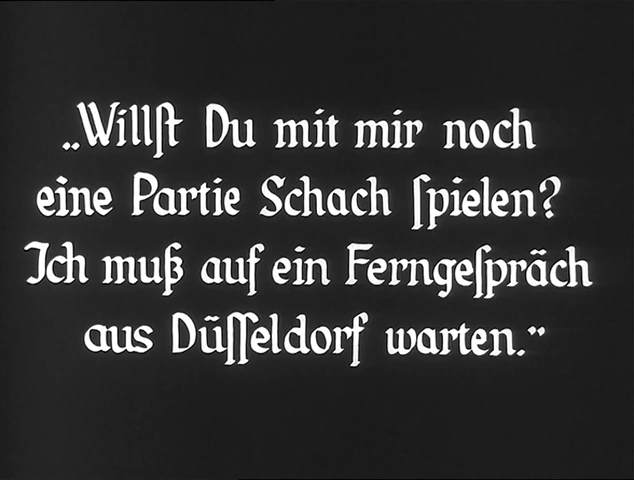 „Willſt Du mit mir noch
eine Partie Schach ſpielen?
Ich muß auf ein Ferngeſpräch
aus Düſſeldorf warten.”